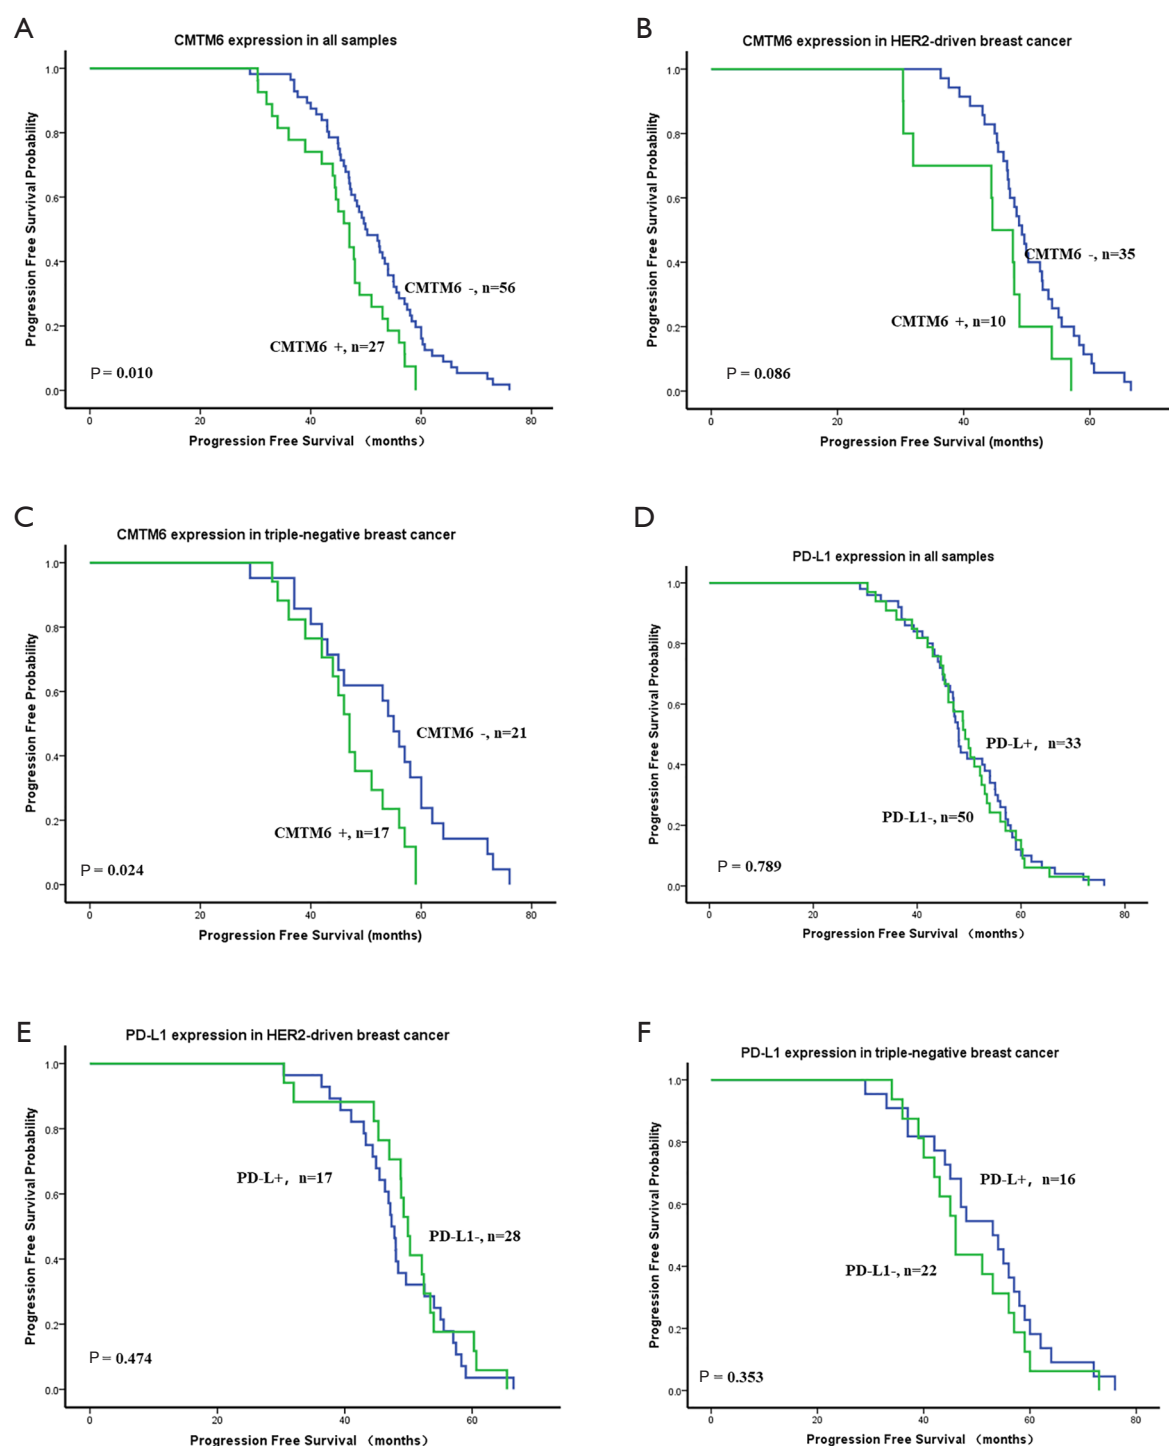 A
CMTM6 expression in all samples
Progression Free Survival Probability
1.0
0.8
0.6
0.4
0.2
0.0
CMTM6 -, n=56
CMTM6 +, n=27
P = 0.010
0 20 40 60 80
Progression Free Survival （months）
B
CMTM6 expression in HER2-driven breast cancer
Progression Free Survival Probability
1.0
0.8
0.6
0.4
0.2
0.0
CMTM6 -, n=35
CMTM6 +, n=10
P = 0.086
0 20 40 60
Progression Free Survival (months)
C
CMTM6 expression in triple-negative breast cancer
Progression Free Probability
1.0
0.8
0.6
0.4
0.2
0.0
CMTM6 -, n=21
CMTM6 +, n=17
P = 0.024
0 20 40 60 80
Progression Free Survival (months)
D
PD-L1 expression in all samples
Progression Free Survival Probability
1.0
0.8
0.6
0.4
0.2
0.0
PD-L+, n=33
PD-L1-, n=50
P = 0.789
0 20 40 60 80
Progression Free Survival （months）
E
PD-L1 expression in HER2-driven breast cancer
Progression Free Survival Probability
1.0
0.8
0.6
0.4
0.2
0.0
PD-L+, n=17
PD-L1-, n=28
P = 0.474
0 40 60
Progression Free Survival （months）
F
PD-L1 expression in triple-negative breast cancer
Progression Free Survival Probability
1.0
0.8
0.6
0.4
0.2
0.0
PD-L+, n=16
PD-L1-, n=22
P = 0.353
0 20 40 60 80
Progression Free Survival （months）